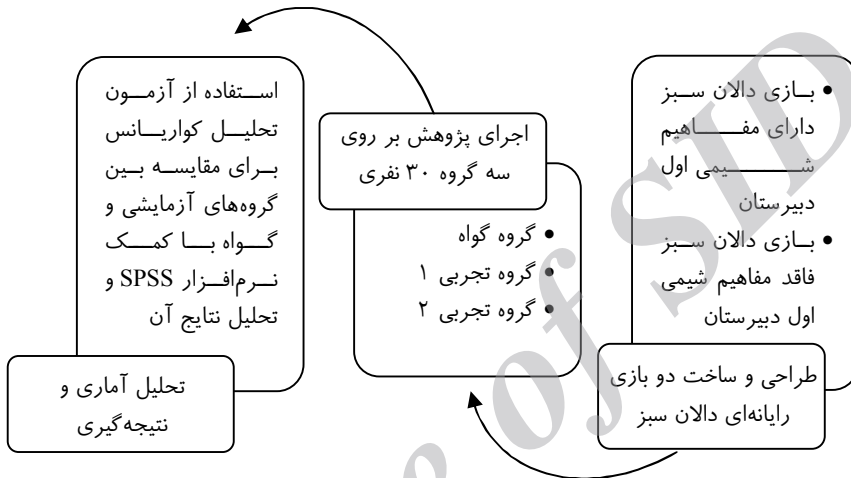 • بازی دالان سبز
دارای مفاهیم
شیمی اول
دبیرستان
• بازی دالان سبز
فاقد مفاهیم شیمی
اول دبیرستان
طراحی و ساخت دو بازی
رایانه‌ای دالان سبز
اجرای پژوهش بر روی
سه گروه ۳۰ نفری
• گروه گواه
• گروه تجربی ۱
• گروه تجربی ۲
استفاده از آزمون
تحلیل کواریانس
برای مقایسه بین
گروه‌های آزمایشی و
گواه با کمک
نرم‌افزار SPSS و
تحلیل نتایج آن
تحلیل آماری و
نتیجه‌گیری
of SID